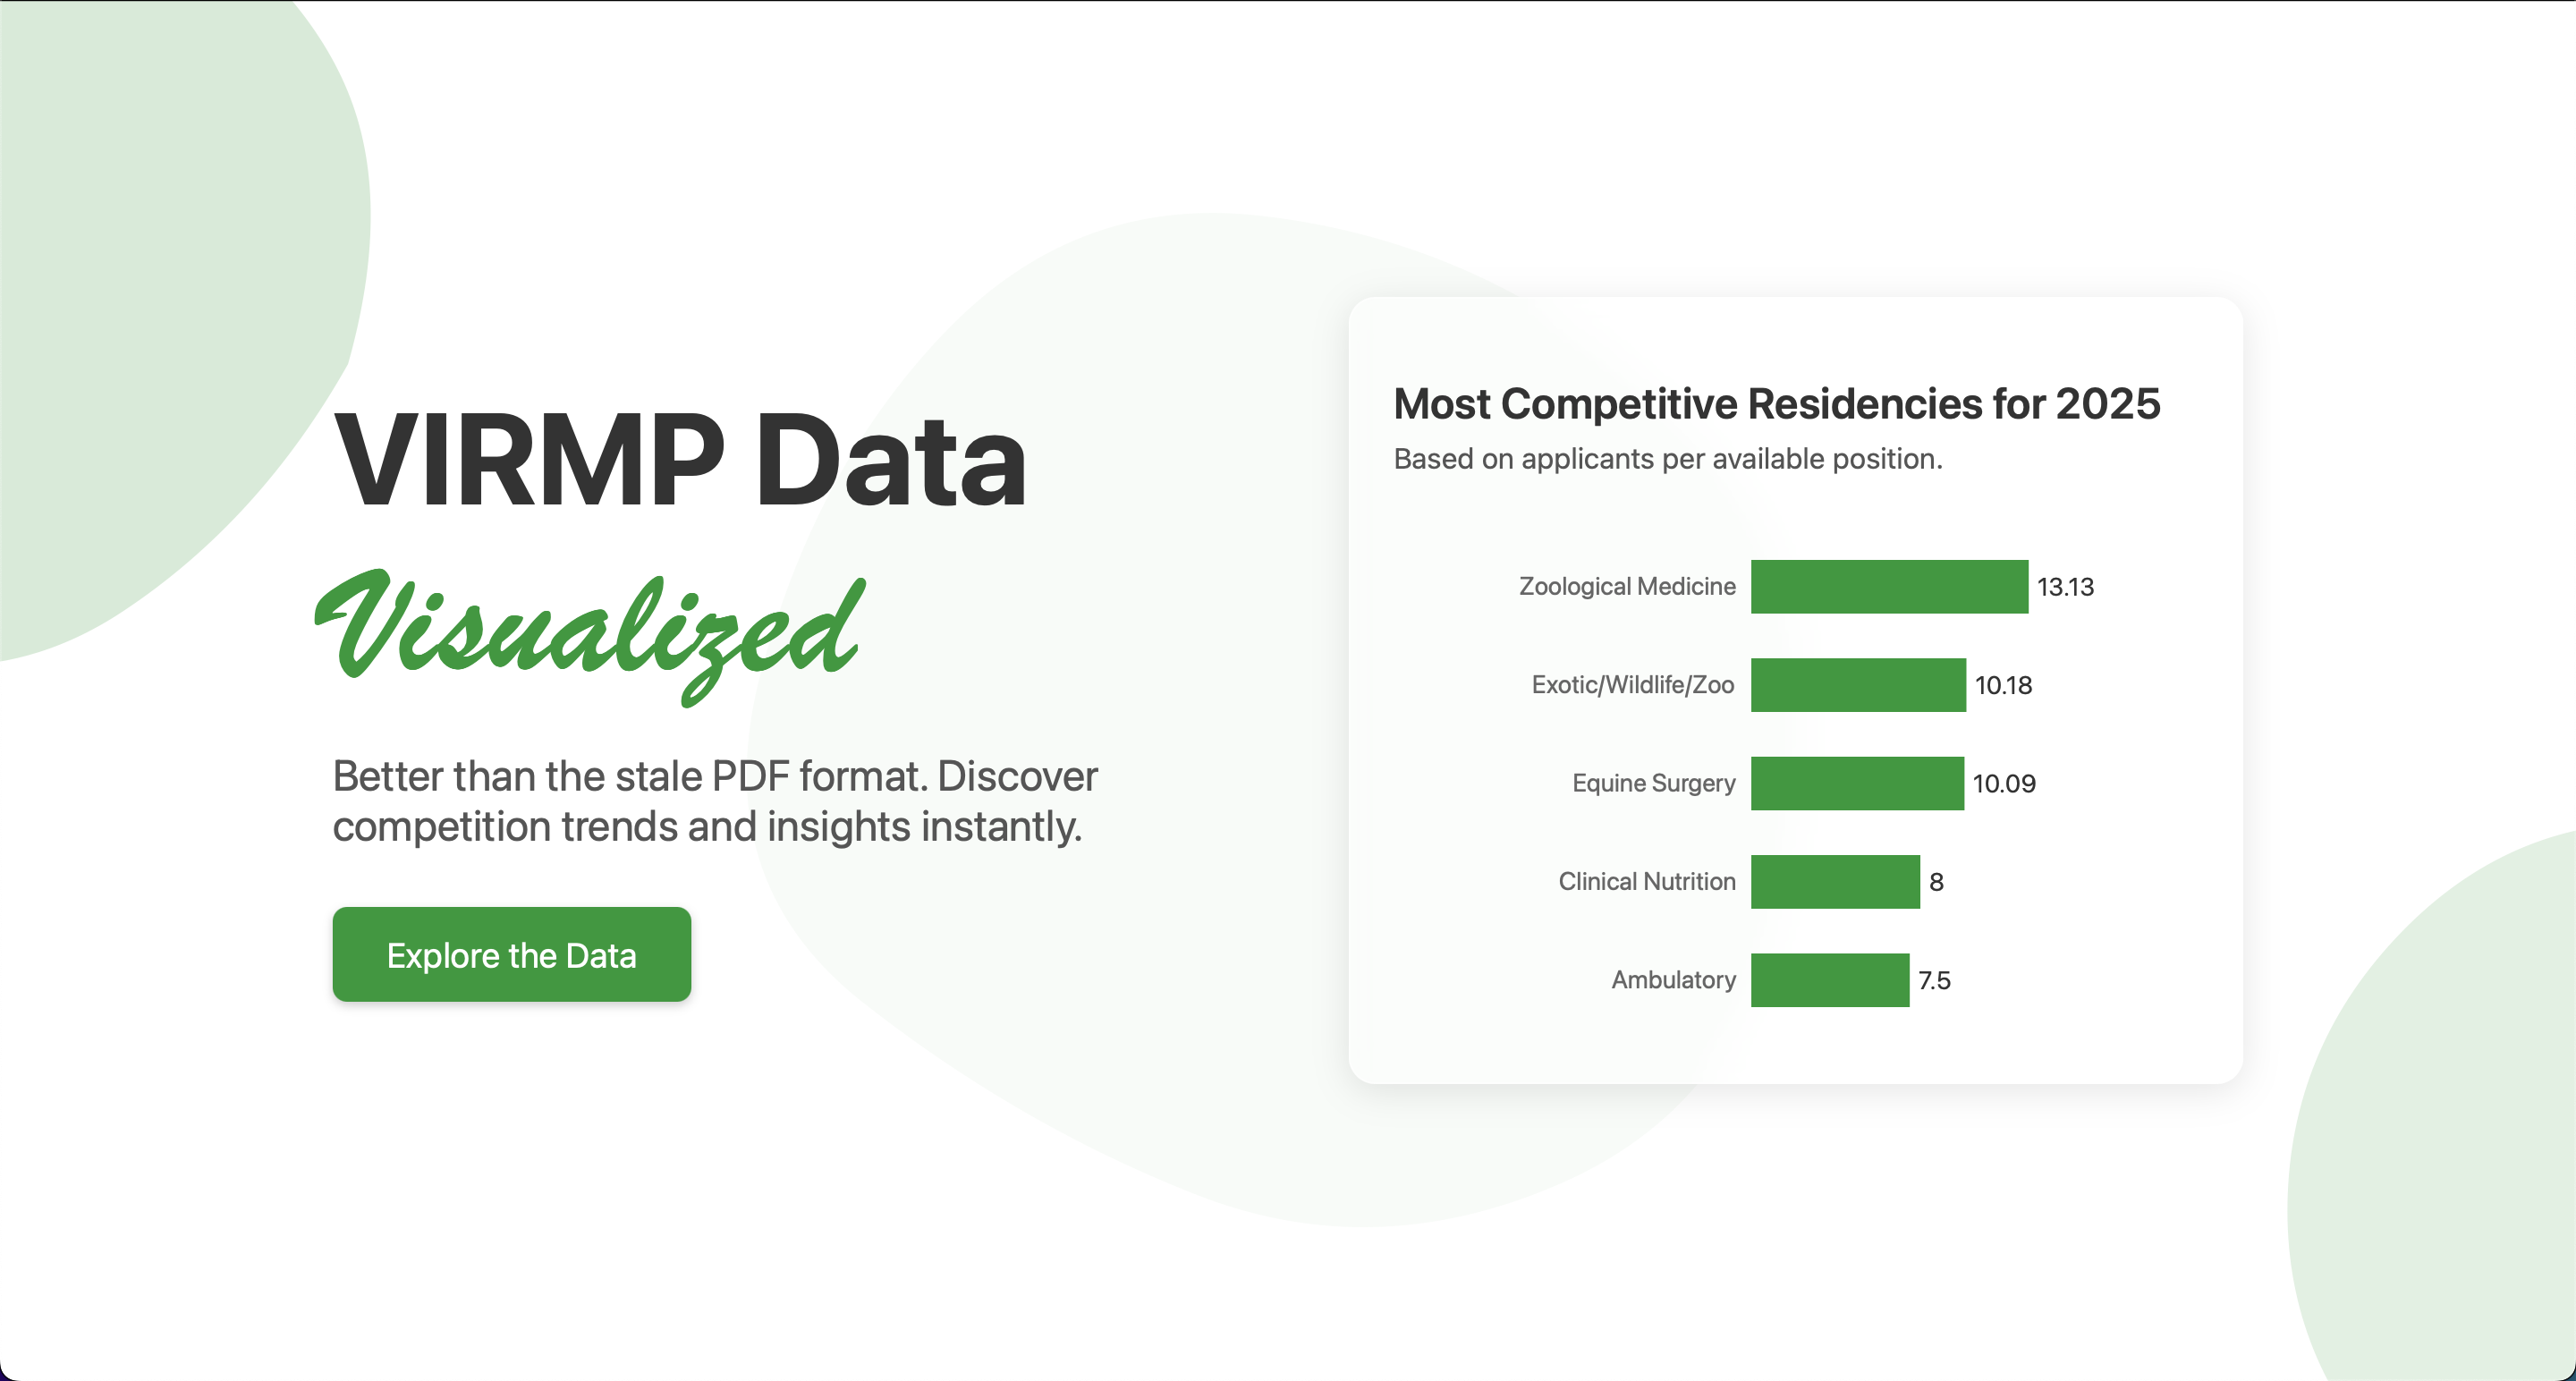 VIRMP Data
Visualized
Better than the stale PDF format. Discover
competition trends and insights instantly.
Explore the Data
Most Competitive Residencies for 2025
Based on applicants per available position.
Zoological Medicine 13.13
Exotic/Wildlife/Zoo 10.18
Equine Surgery 10.09
Clinical Nutrition 8
Ambulatory 7.5